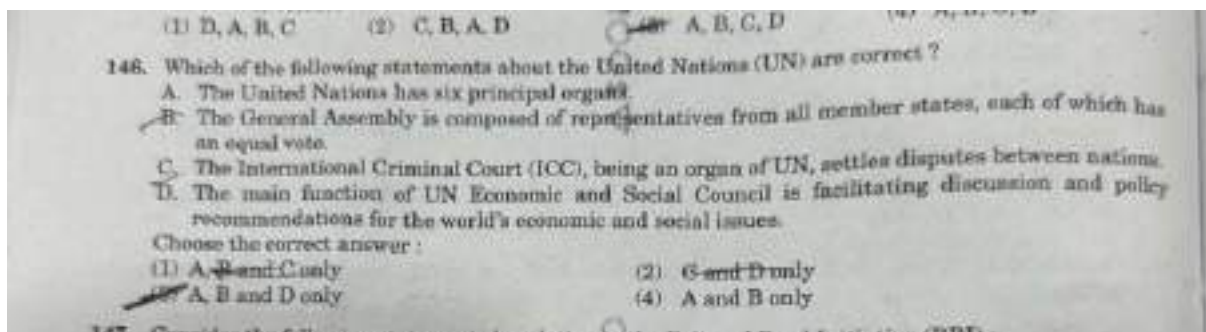 (1) D, A, B, C (2) C, B, A, D A, B, C, D
146. Which of the following statements about the United Nations (UN) are correct ?
A. The United Nations has six principal organs.
B. The General Assembly is composed of representatives from all member states, each of which has
an equal vote.
C. The International Criminal Court (ICC), being an organ of UN, settles disputes between nations.
D. The main function of UN Economic and Social Council is facilitating discussion and policy
recommendations for the world's economic and social issues.
Choose the correct answer :
(1) A, B and C only (2) C and D only
A, B and D only (4) A and B only